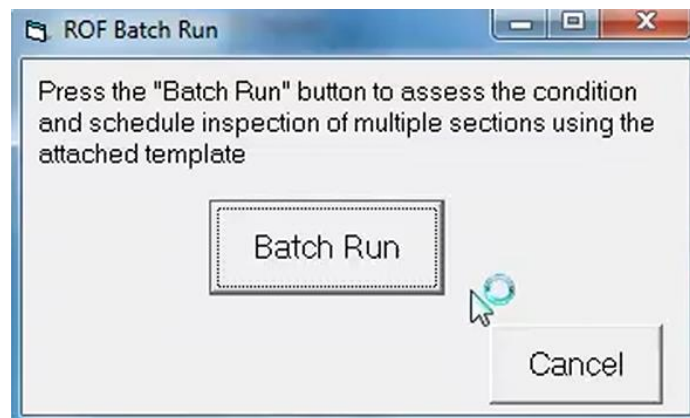 ROF Batch Run
Press the "Batch Run" button to assess the condition
and schedule inspection of multiple sections using the
attached template
Batch Run
Cancel